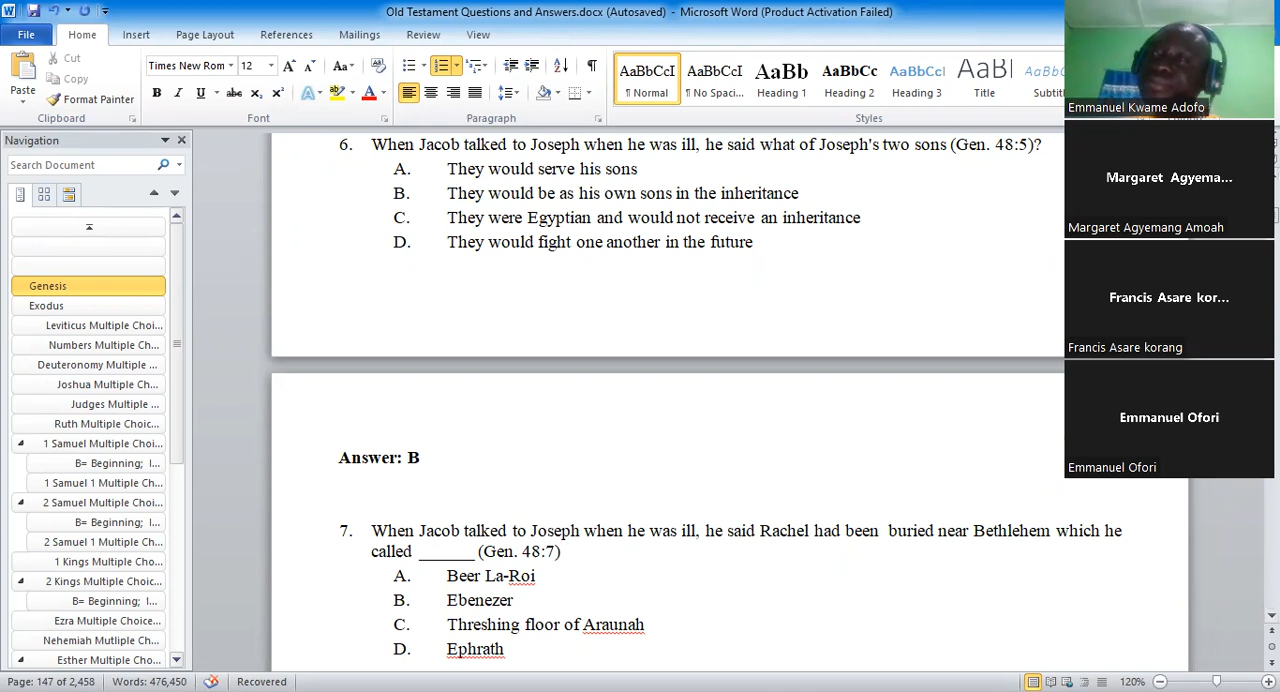 Old Testament Questions and Answers.docx (Autosaved) - Microsoft Word (Product Activation Failed)
File Home Insert Page Layout References Mailings Review View
Paste Cut Copy Format Painter
Times New Rom 12
AaBbCcI AaBbCcI AaBb AaBbCc AaBbCcI AaBl AaBbCc
¶ Normal ¶ No Spaci... Heading 1 Heading 2 Heading 3 Title Subtitl
Clipboard Font Paragraph Styles
Navigation
Search Document
Genesis
Exodus
Leviticus Multiple Choi...
Numbers Multiple Ch...
Deuteronomy Multiple ...
Joshua Multiple Ch...
Judges Multiple ...
Ruth Multiple Choic...
1 Samuel Multiple Choi...
B= Beginning; I...
1 Samuel 1 Multiple Ch...
2 Samuel Multiple Choi...
B= Beginning; I...
2 Samuel 1 Multiple Ch...
1 Kings Multiple Ch...
2 Kings Multiple Choic...
B= Beginning; I...
Ezra Multiple Choice...
Nehemiah Mutliple Ch...
Esther Multiple Cho...
6. When Jacob talked to Joseph when he was ill, he said what of Joseph's two sons (Gen. 48:5)?
A. They would serve his sons
B. They would be as his own sons in the inheritance
C. They were Egyptian and would not receive an inheritance
D. They would fight one another in the future
Answer: B
7. When Jacob talked to Joseph when he was ill, he said Rachel had been buried near Bethlehem which he
called ______ (Gen. 48:7)
A. Beer La-Roi
B. Ebenezer
C. Threshing floor of Araunah
D. Ephrath
Emmanuel Kwame Adofo
Margaret Agyema...
Margaret Agyemang Amoah
Francis Asare kor...
Francis Asare korang
Emmanuel Ofori
Emmanuel Ofori
Page: 147 of 2,458 Words: 476,450 Recovered 120%